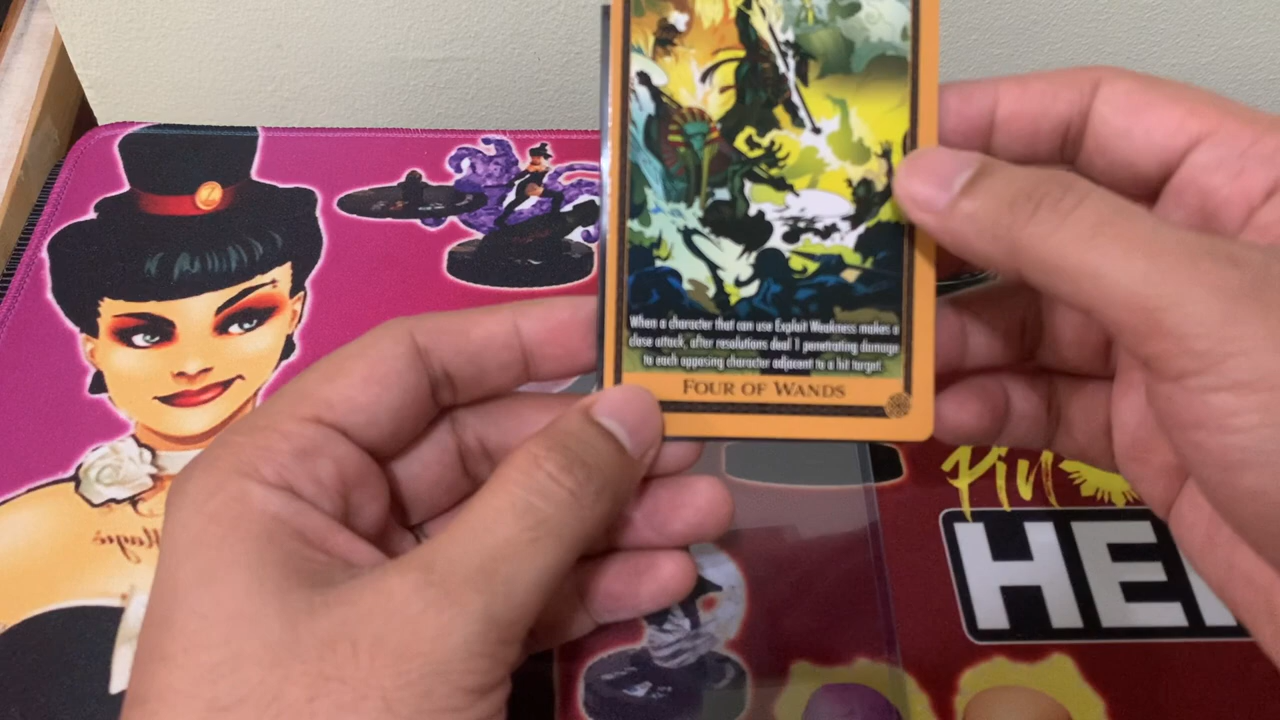 When a character that can use Exploit Weakness makes a
close attack, after resolutions deal 1 penetrating damage
to each opposing character adjacent to a hit target.
FOUR OF WANDS
Pin
HE